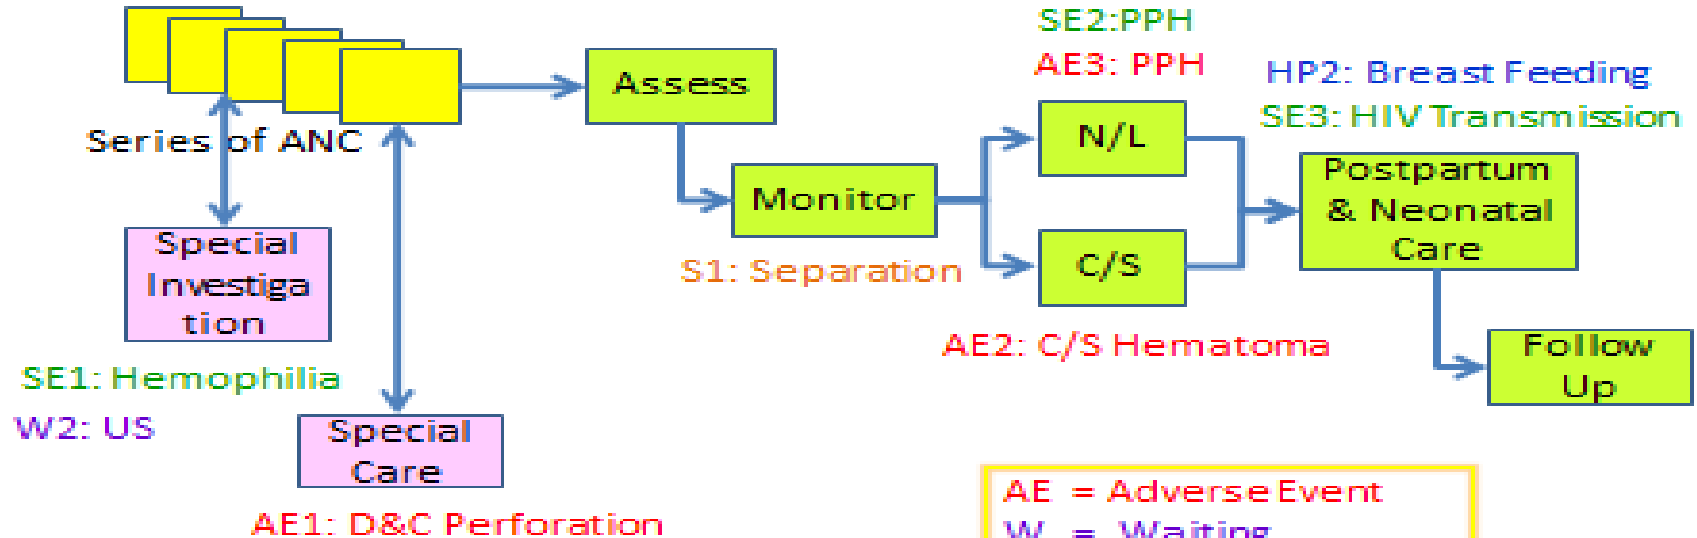 Series of ANC
Special
Investiga
tion
SE1: Hemophilia
W2: US
Special
Care
AE1: D&C Perforation
Assess
Monitor
S1: Separation
SE2:PPH
AE3: PPH
N/L
C/S
AE2: C/S Hematoma
HP2: Breast Feeding
SE3: HIV Transmission
Postpartum
& Neonatal
Care
Follow
Up
AE = Adverse Event
W = Waiting